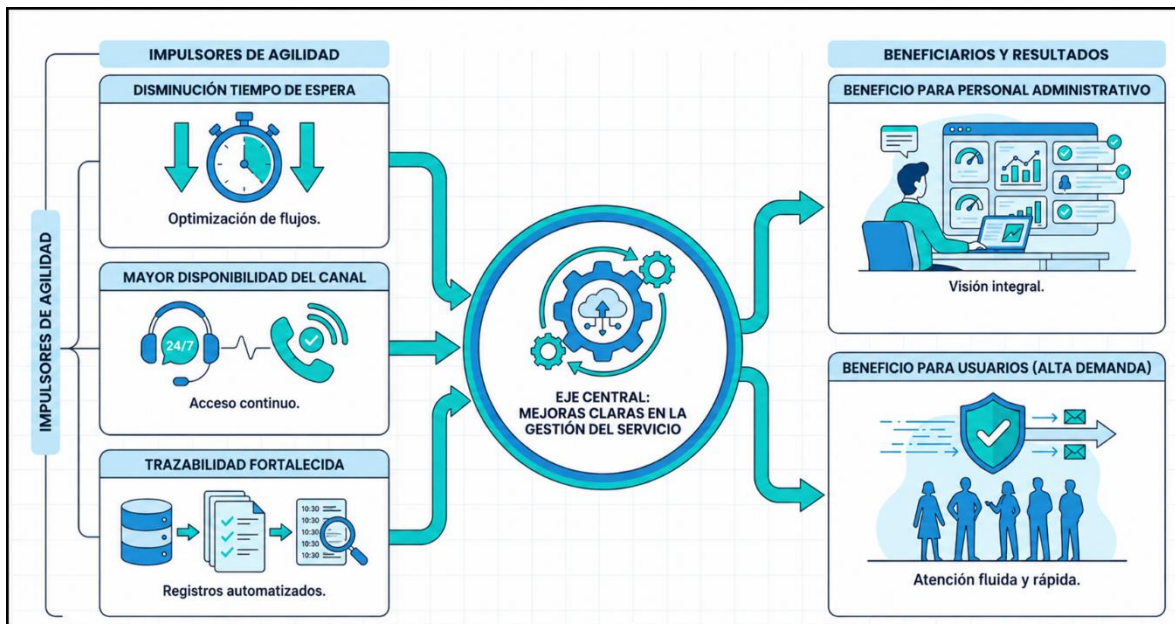 IMPULSORES DE AGILIDAD
IMPULSORES DE AGILIDAD
DISMINUCIÓN TIEMPO DE ESPERA
Optimización de flujos.
MAYOR DISPONIBILIDAD DEL CANAL
24/7
Acceso continuo.
TRAZABILIDAD FORTALECIDA
10:30
10:30
10:30
10:30
10:30
Registros automatizados.
EJE CENTRAL:
MEJORAS CLARAS EN LA
GESTIÓN DEL SERVICIO
BENEFICIARIOS Y RESULTADOS
BENEFICIO PARA PERSONAL ADMINISTRATIVO
Visión integral.
BENEFICIO PARA USUARIOS (ALTA DEMANDA)
Atención fluida y rápida.